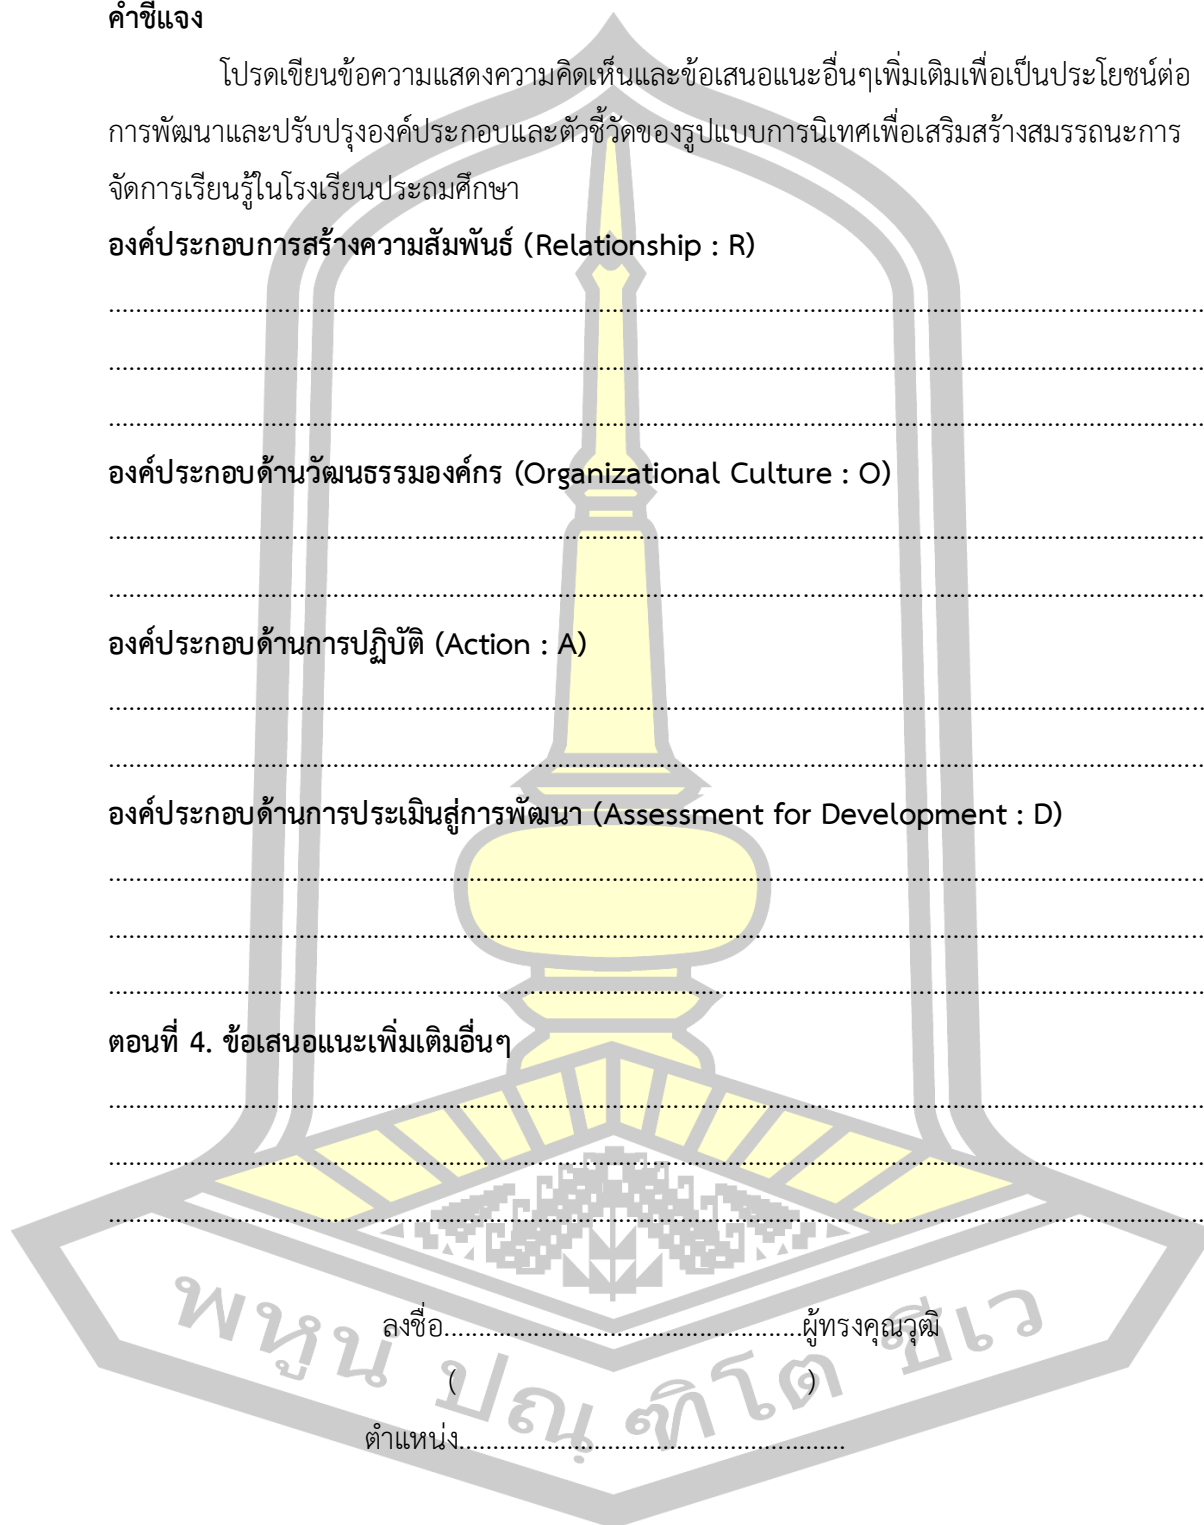 คำชี้แจง
โปรดเขียนข้อความแสดงความคิดเห็นและข้อเสนอแนะอื่นๆเพิ่มเติมเพื่อเป็นประโยชน์ต่อ
การพัฒนาและปรับปรุงองค์ประกอบและตัวชี้วัดของรูปแบบการนิเทศเพื่อเสริมสร้างสมรรถนะการ
จัดการเรียนรู้ในโรงเรียนประถมศึกษา
องค์ประกอบการสร้างความสัมพันธ์ (Relationship : R)
................................................................................
................................................................................
................................................................................
องค์ประกอบด้านวัฒนธรรมองค์กร (Organizational Culture : O)
................................................................................
................................................................................
องค์ประกอบด้านการปฏิบัติ (Action : A)
................................................................................
................................................................................
องค์ประกอบด้านการประเมินสู่การพัฒนา (Assessment for Development : D)
................................................................................
................................................................................
................................................................................
ตอนที่ 4. ข้อเสนอแนะเพิ่มเติมอื่นๆ
................................................................................
................................................................................
................................................................................
ลงชื่อ....................................................ผู้ทรงคุณวุฒิ
( )
ตำแหน่ง........................................................
พหูนํ ปณฺฑิโต ชีเว